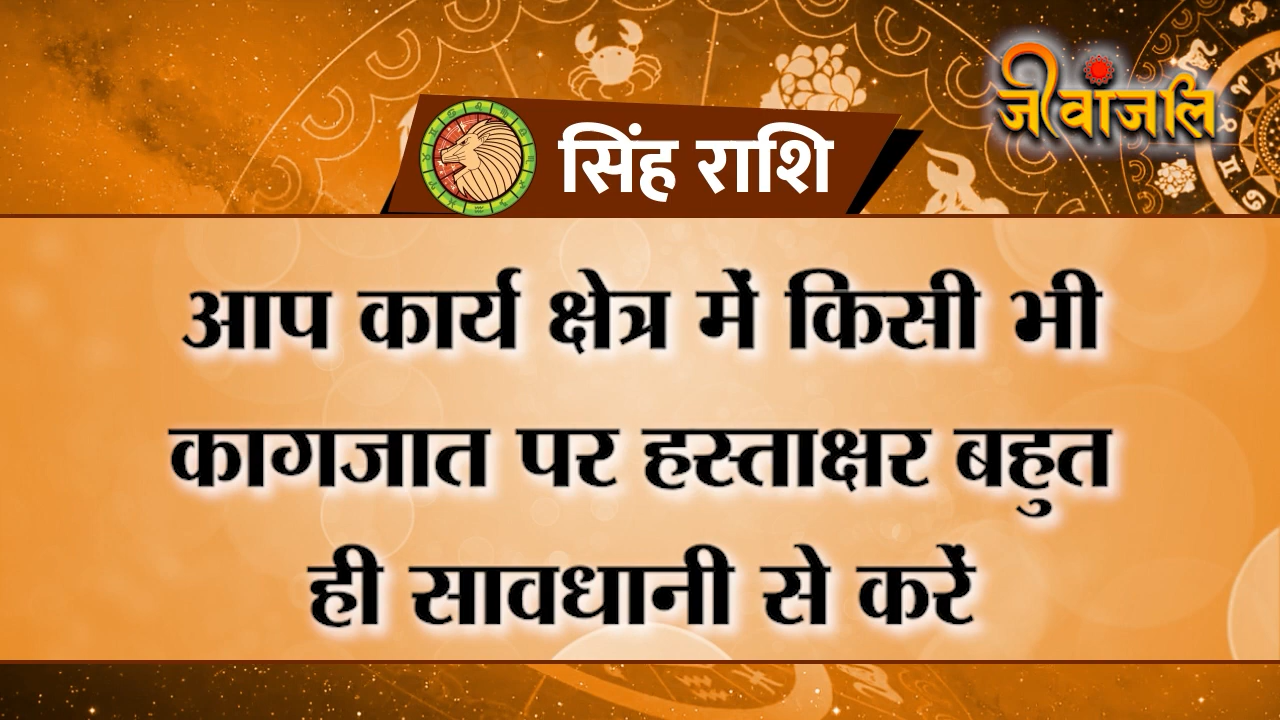 जीवांजलि
सिंह राशि
आप कार्य क्षेत्र में किसी भी
कागजात पर हस्ताक्षर बहुत
ही सावधानी से करें